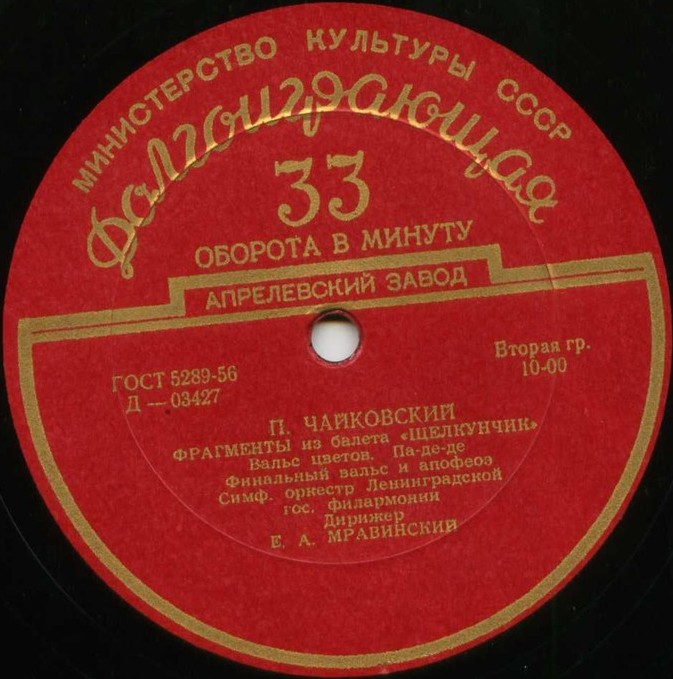 МИНИСТЕРСТВО КУЛЬТУРЫ СССР
Долгоиграющая
33
ОБОРОТА В МИНУТУ
АПРЕЛЕВСКИЙ ЗАВОД
ГОСТ 5289-56
Д — 03427
Вторая гр.
10-00
П. ЧАЙКОВСКИЙ
ФРАГМЕНТЫ из балета «ЩЕЛКУНЧИК»
Вальс цветов. Па-де-де
Финальный вальс и апофеоз
Симф. оркестр Ленинградской
гос. филармонии
Дирижер
Е. А. МРАВИНСКИЙ